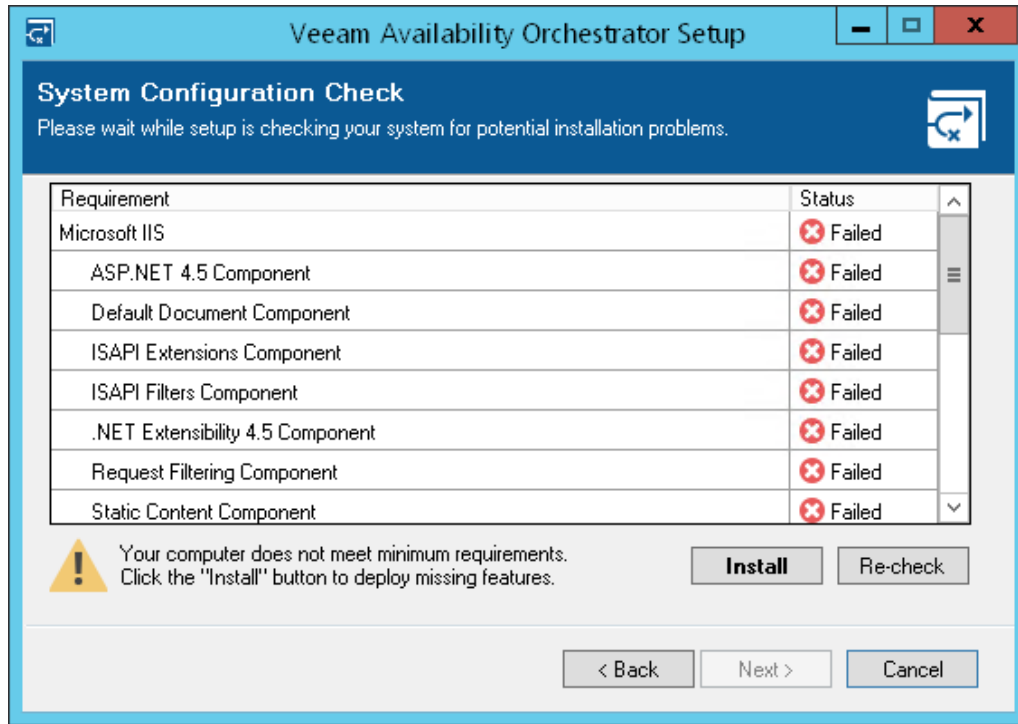 Veeam Availability Orchestrator Setup
System Configuration Check
Please wait while setup is checking your system for potential installation problems.
Requirement Status
Microsoft IIS Failed
ASP.NET 4.5 Component Failed
Default Document Component Failed
ISAPI Extensions Component Failed
ISAPI Filters Component Failed
.NET Extensibility 4.5 Component Failed
Request Filtering Component Failed
Static Content Component Failed
Your computer does not meet minimum requirements.
Click the "Install" button to deploy missing features.
Install Re-check
< Back Next > Cancel